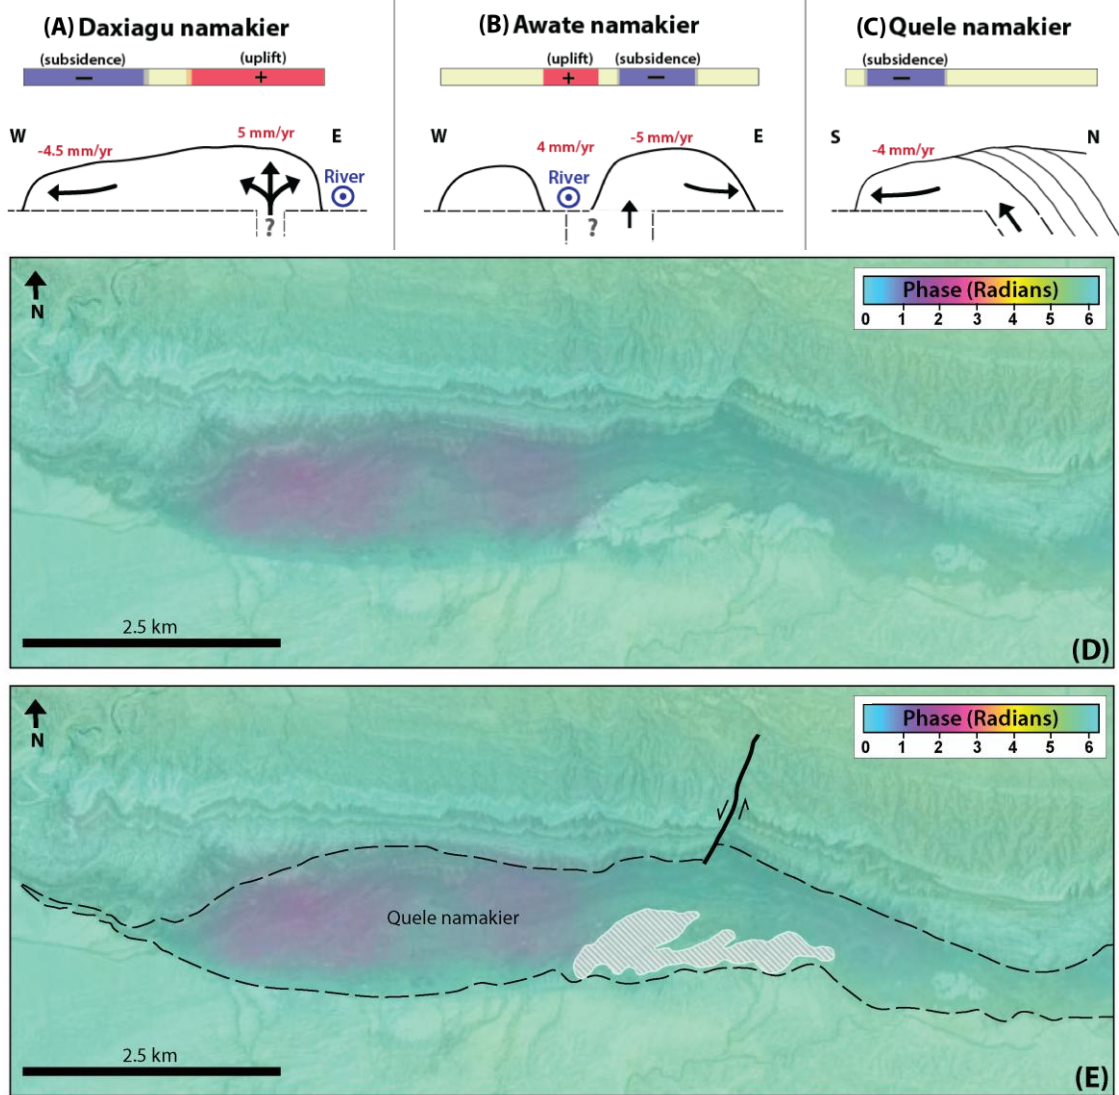 (A) Daxiagu namakier
(subsidence)
(uplift)
−
+
W
-4.5 mm/yr
5 mm/yr
E
River
?
(B) Awate namakier
(uplift)
(subsidence)
+
−
W
4 mm/yr
-5 mm/yr
E
River
?
(C) Quele namakier
(subsidence)
−
S
-4 mm/yr
N
N
Phase (Radians)
0 1 2 3 4 5 6
2.5 km
(D)
N
Phase (Radians)
0 1 2 3 4 5 6
Quele namakier
2.5 km
(E)